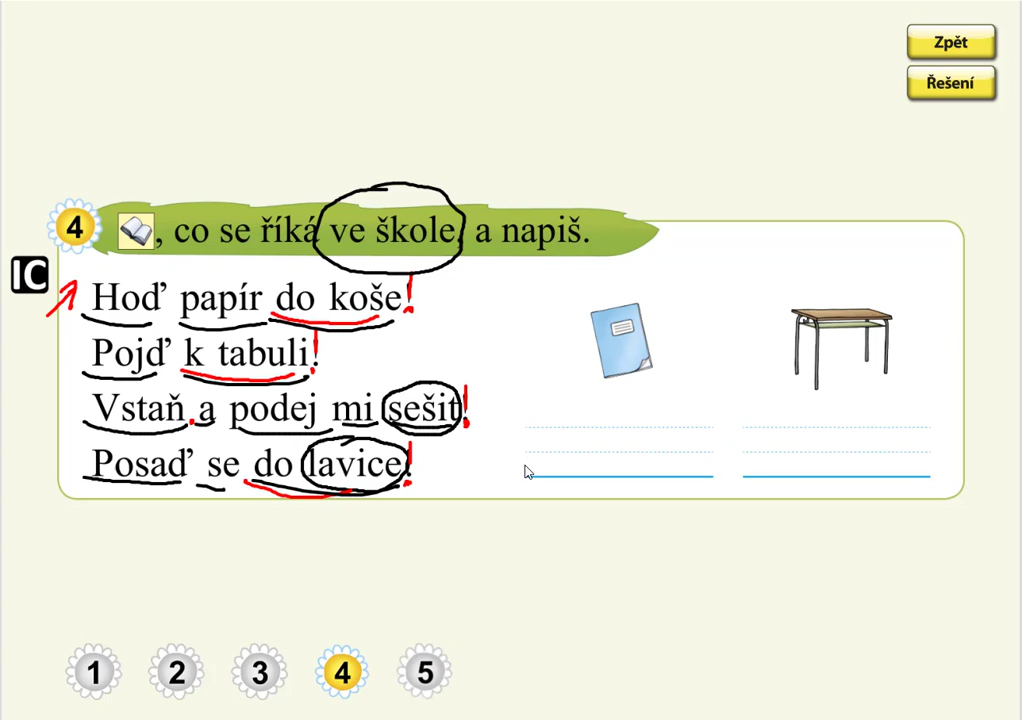 Zpět
Řešení
4 , co se říká ve škole, a napiš.
IC
Hoď papír do koše!
Pojď k tabuli!
Vstaň a podej mi sešit!
Posaď se do lavice!
1 2 3 4 5